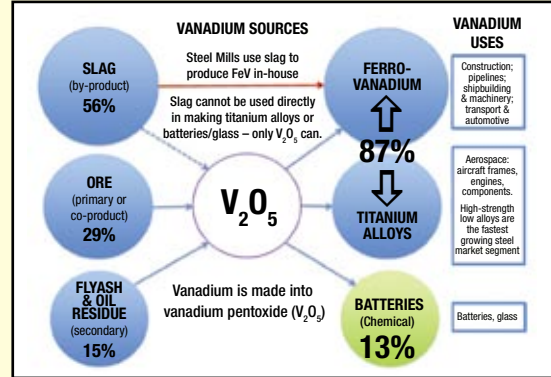 VANADIUM SOURCES
VANADIUM
USES
SLAG
(by-product)
56%
Steel Mills use slag to
produce FeV in-house
Slag cannot be used directly
in making titanium alloys or
batteries/glass – only V₂O₅ can.
FERRO-
VANADIUM
Construction;
pipelines;
shipbuilding
& machinery;
transport &
automotive
87%
ORE
(primary or
co-product)
29%
V₂O₅
TITANIUM
ALLOYS
Aerospace:
aircraft frames,
engines,
components.
High-strength
low alloys are
the fastest
growing steel
market segment
FLYASH
& OIL
RESIDUE
(secondary)
15%
Vanadium is made into
vanadium pentoxide (V₂O₅)
BATTERIES
(Chemical)
13%
Batteries, glass